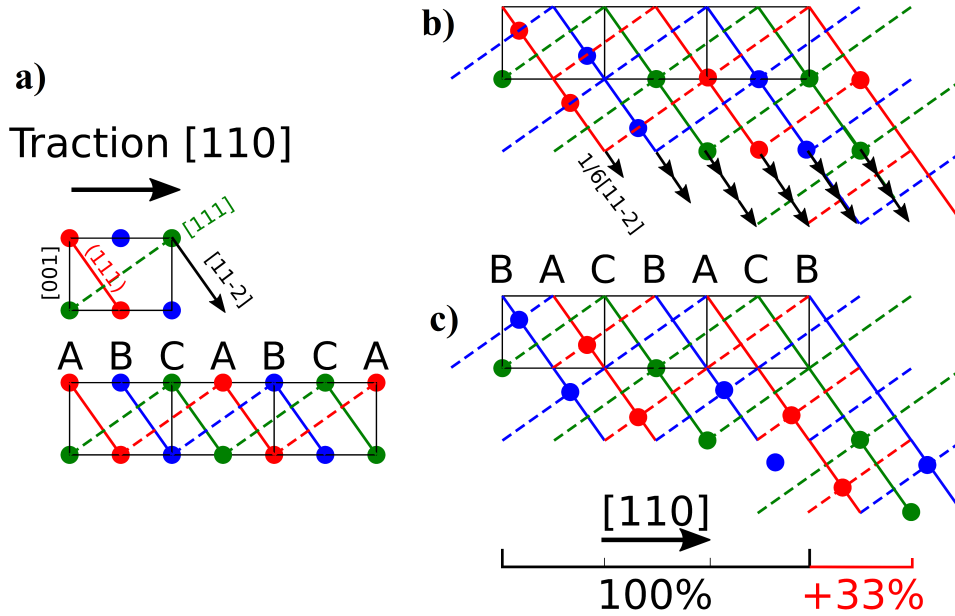 a)
Traction [110]
[111]
[001]
(111)
[11-2]
A B C A B C A
b)
1/6[11-2]
B A C B A C B
c)
[110]
100%
+33%